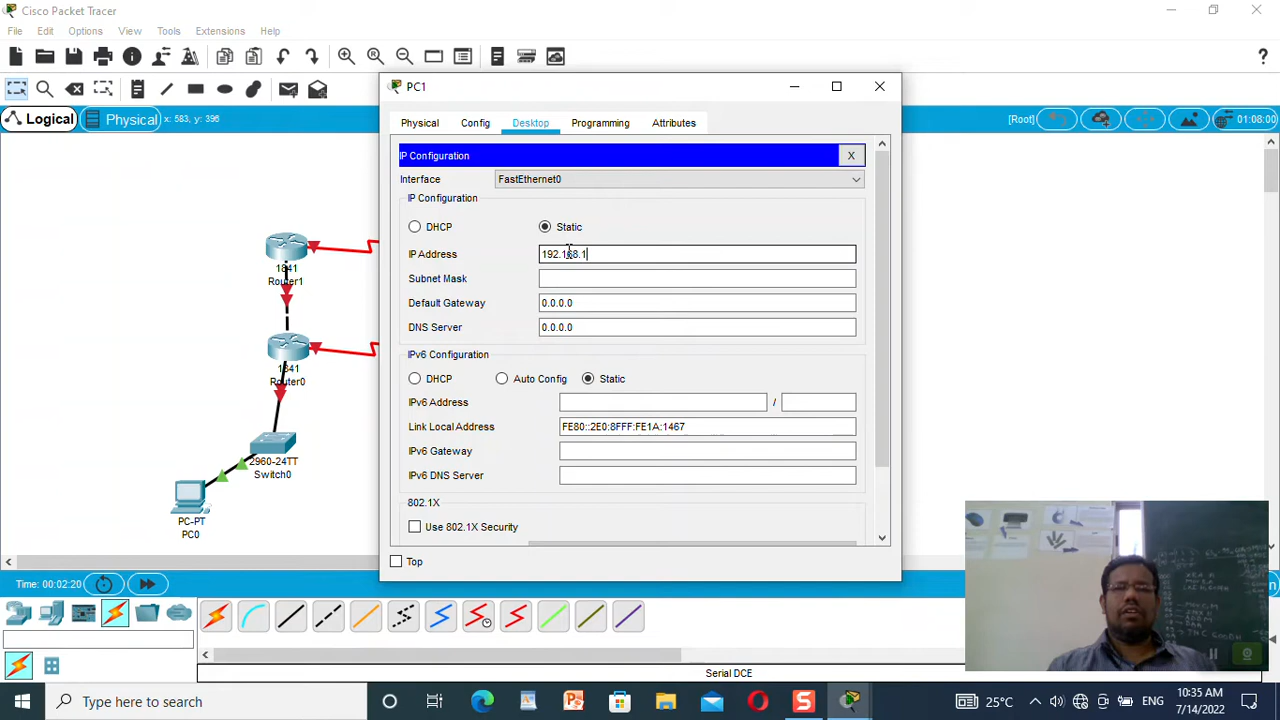 Cisco Packet Tracer
File Edit Options View Tools Extensions Help
?
Logical
Physical
x: 583, y: 396
[Root]
01:08:00
PC1
Physical Config Desktop Programming Attributes
IP Configuration
X
Interface
FastEthernet0
IP Configuration
DHCP
Static
IP Address
192.168.1
Subnet Mask
Default Gateway
0.0.0.0
DNS Server
0.0.0.0
IPv6 Configuration
DHCP
Auto Config
Static
IPv6 Address
/
Link Local Address
FE80::2E0:8FFF:FE1A:1467
IPv6 Gateway
IPv6 DNS Server
802.1X
Use 802.1X Security
Top
1841
Router1
1841
Router0
2960-24TT
Switch0
PC-PT
PC0
Time: 00:02:20
Serial DCE
Type here to search
25°C
ENG
10:35 AM
7/14/2022